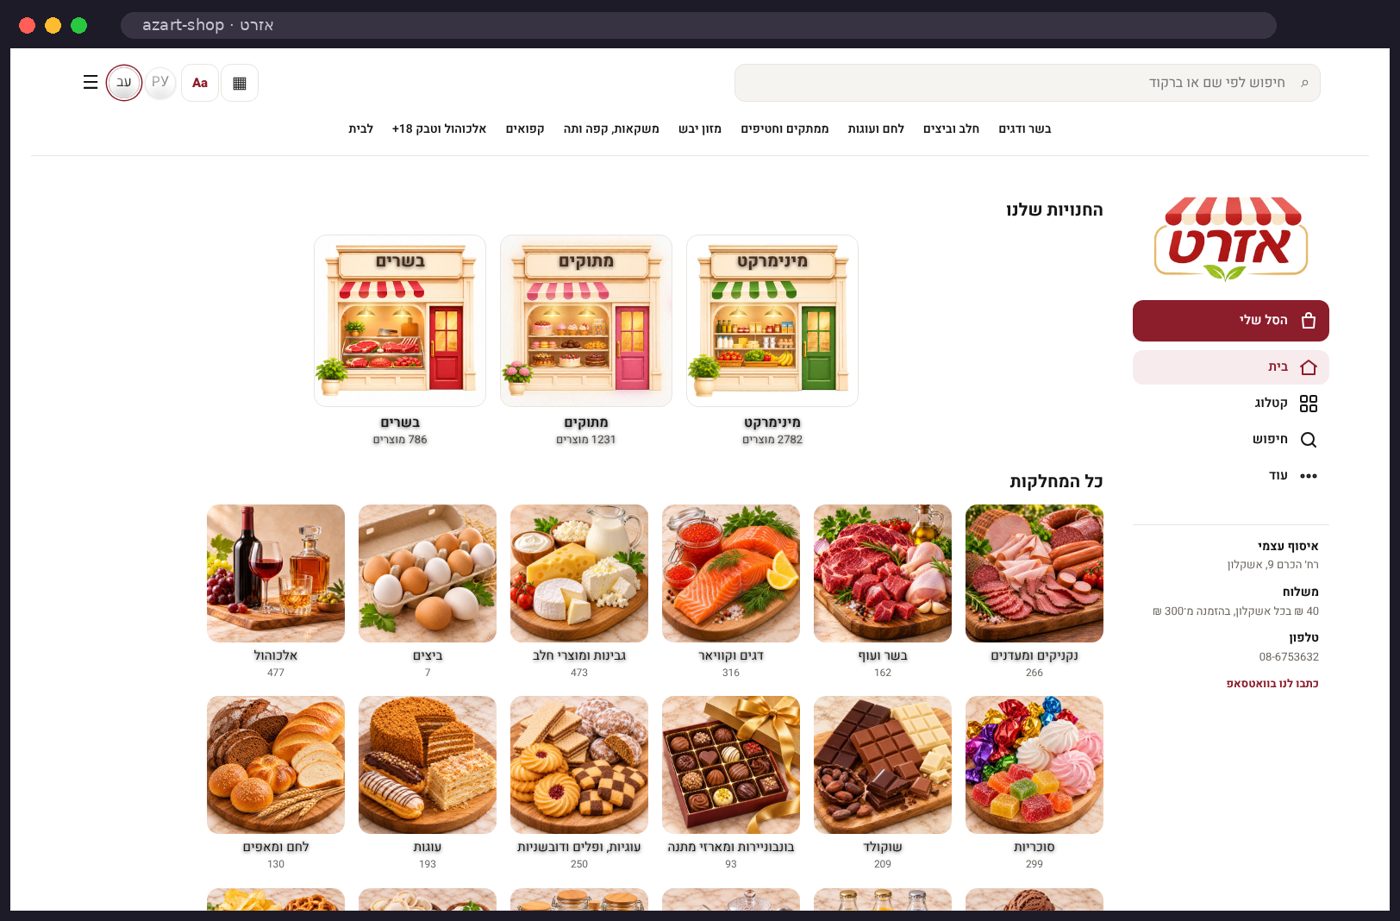 azart-shop · אזרט
חיפוש לפי שם או ברקוד
Aa
РУ
עב
בשר ודגים
חלב וביצים
לחם ועוגות
ממתקים וחטיפים
מזון יבש
משקאות, קפה ותה
קפואים
אלכוהול וטבק 18+
לבית
אזרט
הסל שלי
בית
קטלוג
חיפוש
עוד
איסוף עצמי
רח' הכרם 9, אשקלון
משלוח
40 ₪ בכל אשקלון, בהזמנה מ־300 ₪
טלפון
08-6753632
כתבו לנו בוואטסאפ
החנויות שלנו
מינימרקט
מתוקים
בשרים
מינימרקט
2782 מוצרים
מתוקים
1231 מוצרים
בשרים
786 מוצרים
כל המחלקות
נקניקים ומעדנים
266
בשר ועוף
162
דגים וקוויאר
316
גבינות ומוצרי חלב
473
ביצים
7
אלכוהול
477
סוכריות
299
שוקולד
209
בונבוניירות ומארזי מתנה
93
עוגיות, ופלים ודובשניות
250
עוגות
193
לחם ומאפים
130